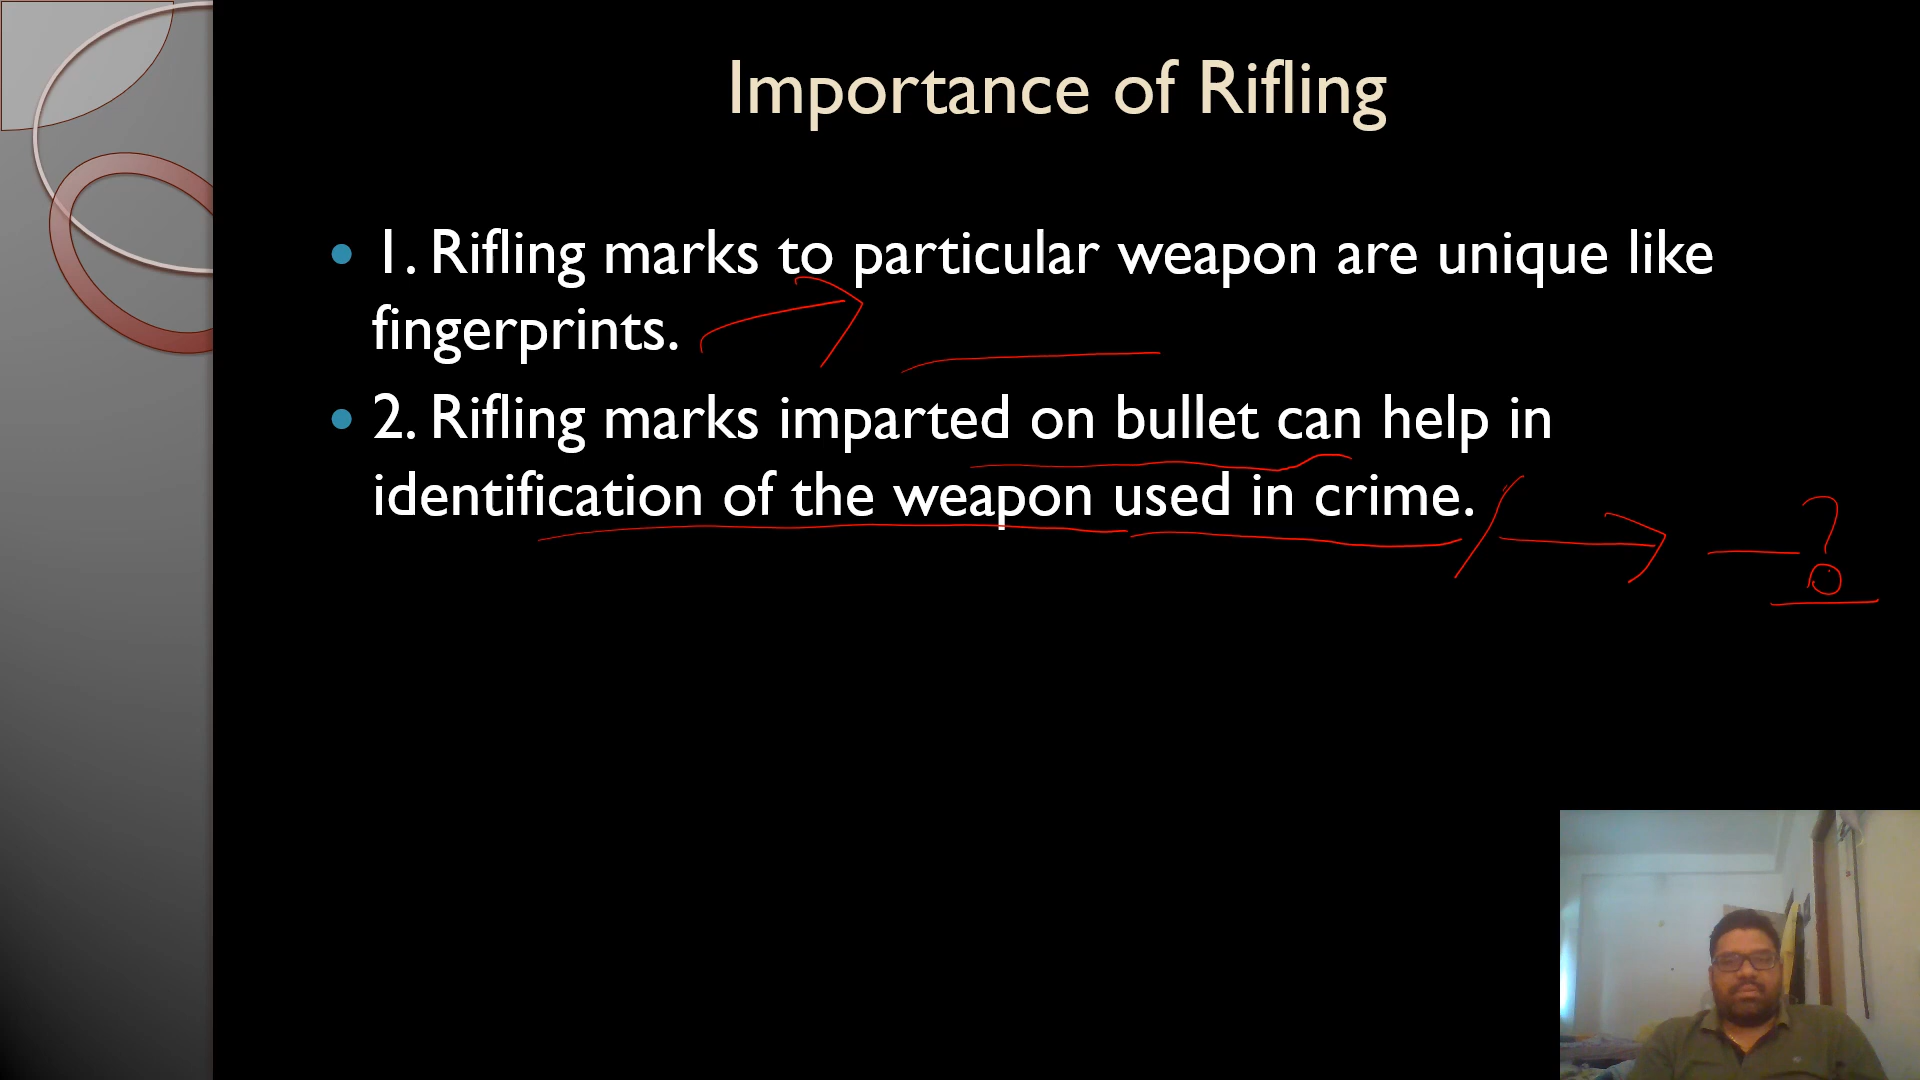 Importance of Rifling
1. Rifling marks to particular weapon are unique like
fingerprints.
2. Rifling marks imparted on bullet can help in
identification of the weapon used in crime.
?